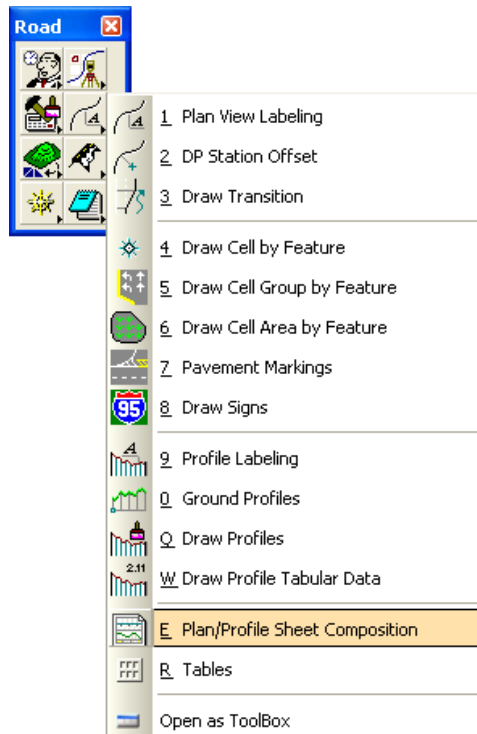 Road
A
A
1 Plan View Labeling
2 DP Station Offset
3 Draw Transition
4 Draw Cell by Feature
5 Draw Cell Group by Feature
6 Draw Cell Area by Feature
7 Pavement Markings
95
8 Draw Signs
A
9 Profile Labeling
0 Ground Profiles
Q Draw Profiles
2.11
W Draw Profile Tabular Data
E Plan/Profile Sheet Composition
R Tables
Open as ToolBox